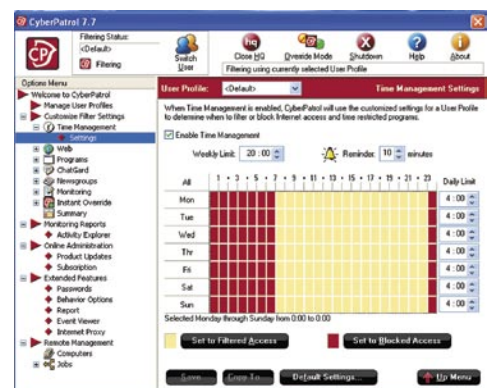 CyberPatrol 7.7
Filtering Status:
<Default>
Filtering
CP
Switch User
hq
Close HQ
Override Mode
Shutdown
Help
About
Filtering using currently selected User Profile
Options Menu
Welcome to CyberPatrol
Manage User Profiles
Customize Filter Settings
Time Management
Settings
Web
Programs
ChatGard
Newsgroups
Monitoring
Instant Override
Summary
Monitoring Reports
Activity Explorer
Online Administration
Product Updates
Subscription
Extended Features
Passwords
Behavior Options
Report
Event Viewer
Internet Proxy
Remote Management
Computers
Jobs
User Profile: <Default> Time Management Settings
When Time Management is enabled, CyberPatrol will use the customized settings for a User Profile
to determine when to filter or block Internet access and time restricted programs.
Enable Time Management
Weekly Limit: 20 : 00 Reminder: 10 minutes
All 1 • 3 • 5 • 7 • 9 • 11 • 13 • 15 • 17 • 19 • 21 • 23 Daily Limit
Mon 4 : 00
Tue 4 : 00
Wed 4 : 00
Thr 4 : 00
Fri 4 : 00
Sat 4 : 00
Sun 4 : 00
Selected Monday through Sunday from 0:00 to 0:00
Set to Filtered Access
Set to Blocked Access
Save
Copy To...
Default Settings...
Up Menu